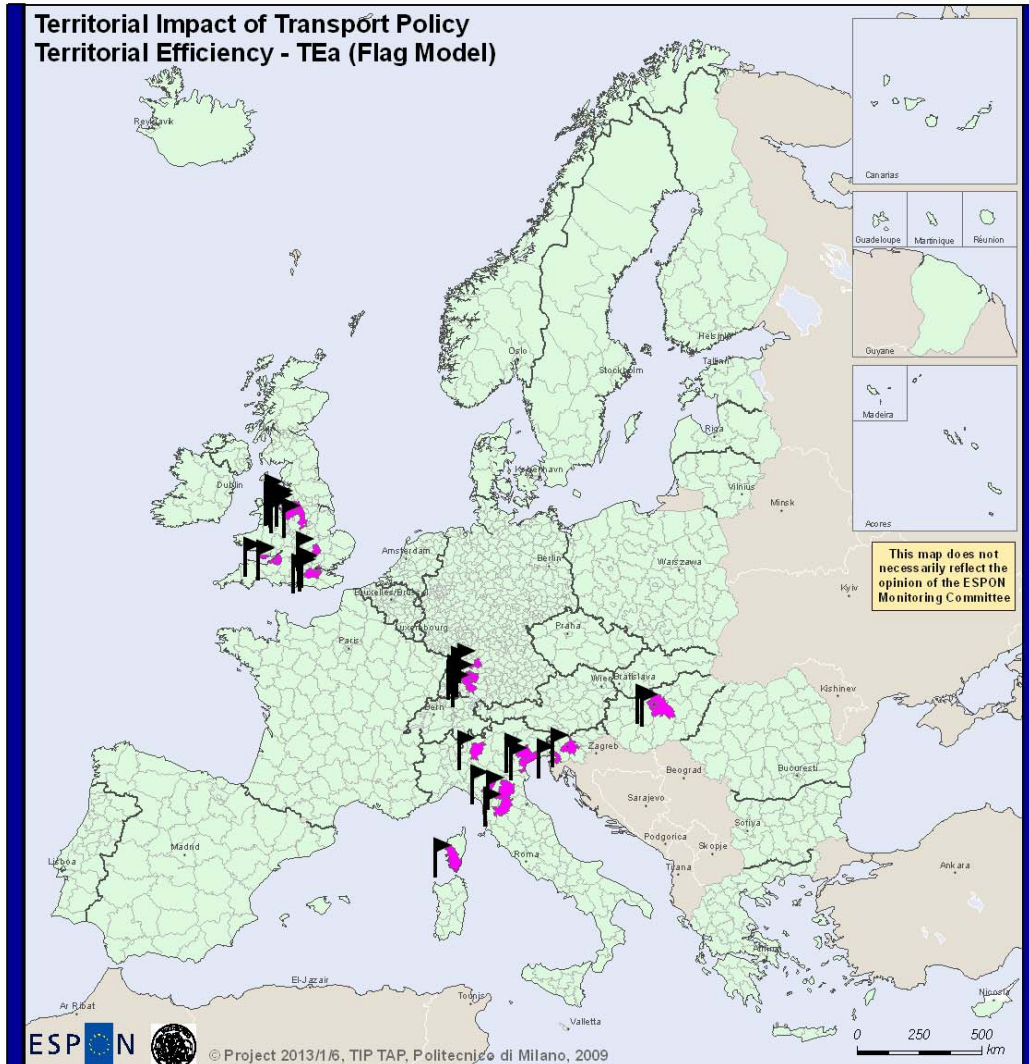 Territorial Impact of Transport Policy
Territorial Efficiency - TEa (Flag Model)
Reykjavik
Canarias
Guadeloupe
Martinique
Réunion
Guyane
Madeira
Acores
This map does not
necessarily reflect the
opinion of the ESPON
Monitoring Committee
Oslo
Helsinki
Stockholm
Tallinn
Riga
Vilnius
Minsk
Dublin
Amsterdam
Berlin
Warszawa
Kyiv
Luxembourg
Paris
Praha
Wien
Bratislava
Kishinev
Bern
Zagreb
Beograd
Bucuresti
Sarajevo
Sofiya
Podgorica
Skopje
Tirana
Roma
Madrid
Lisboa
Ankara
El-Jazair
Tounis
Ar Ribat
Valletta
Nicosia
0 250 500
km
ESPON
© Project 2013/1/6, TIP TAP, Politecnico di Milano, 2009